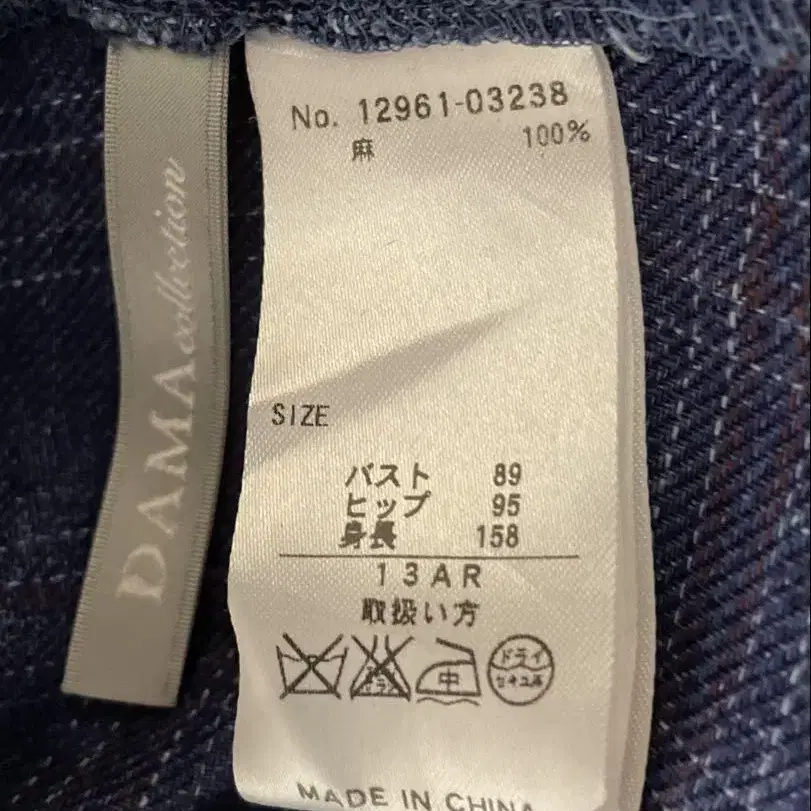 DAMA collection
No. 12961-03238
麻 100%
SIZE
バスト 89
ヒップ 95
身長 158
13AR
取扱い方
中
ドライ
セキユ系
MADE IN CHINA